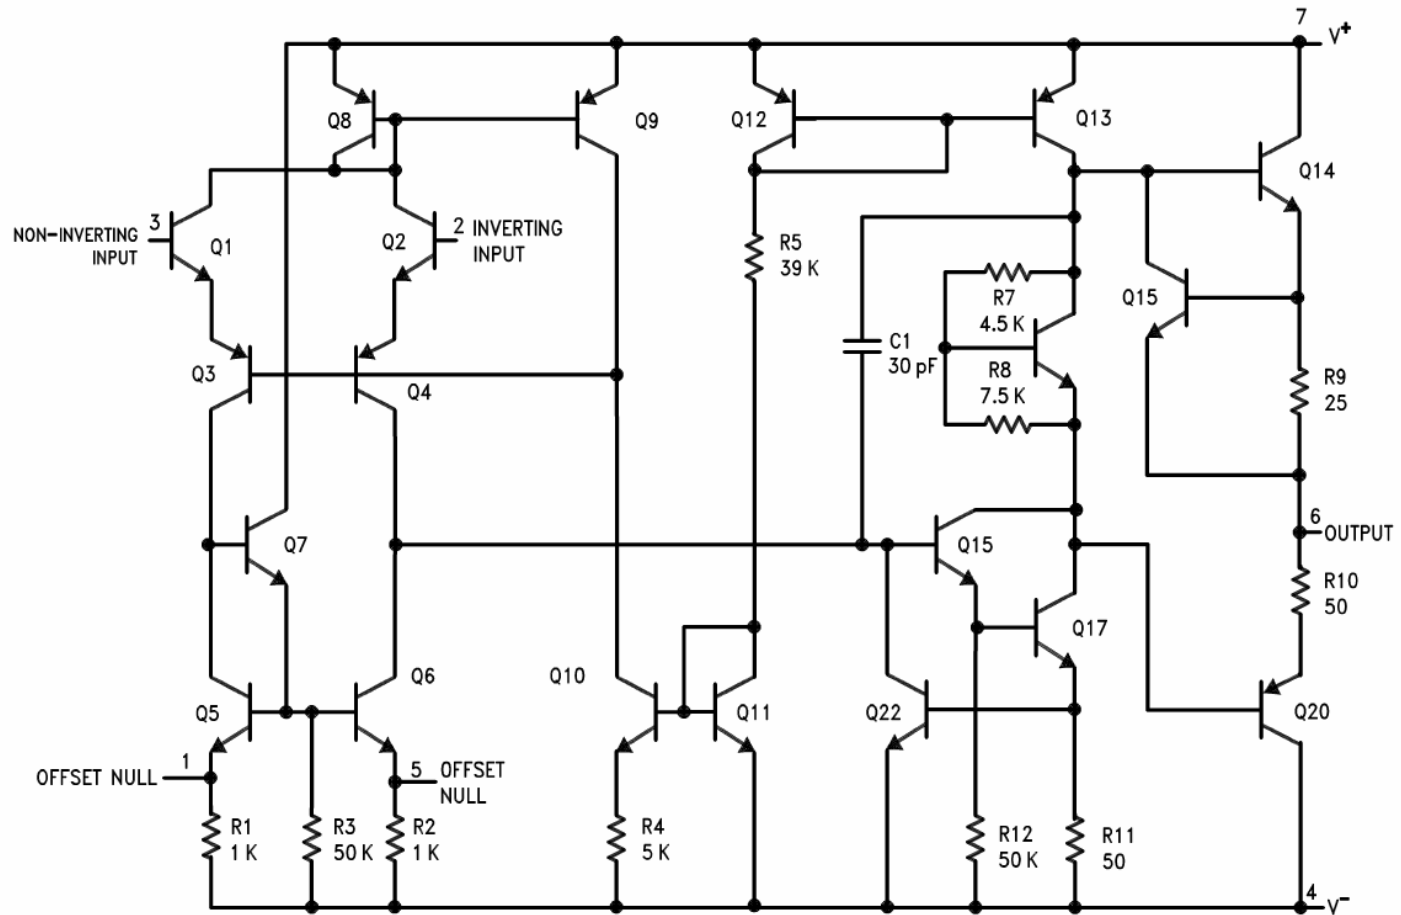 7
V+
Q8
Q9
Q12
Q13
Q14
3
NON-INVERTING
INPUT
Q1
Q2
2 INVERTING
INPUT
R5
39 K
Q15
R7
4.5 K
C1
30 pF
R8
7.5 K
Q3
Q4
R9
25
Q7
Q15
6
OUTPUT
R10
50
Q17
Q5
Q6
Q10
Q11
Q22
Q20
1
OFFSET NULL
5 OFFSET
NULL
R1
1 K
R3
50 K
R2
1 K
R4
5 K
R12
50 K
R11
50
4
V-